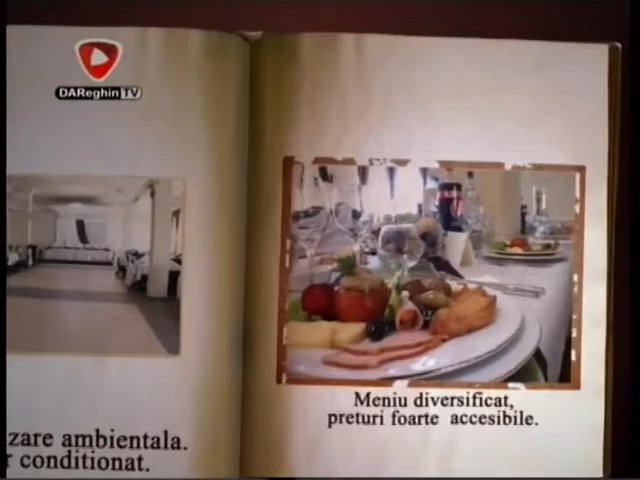 DAReghin TV
zare ambientala.
r conditionat.
Meniu diversificat,
preturi foarte accesibile.